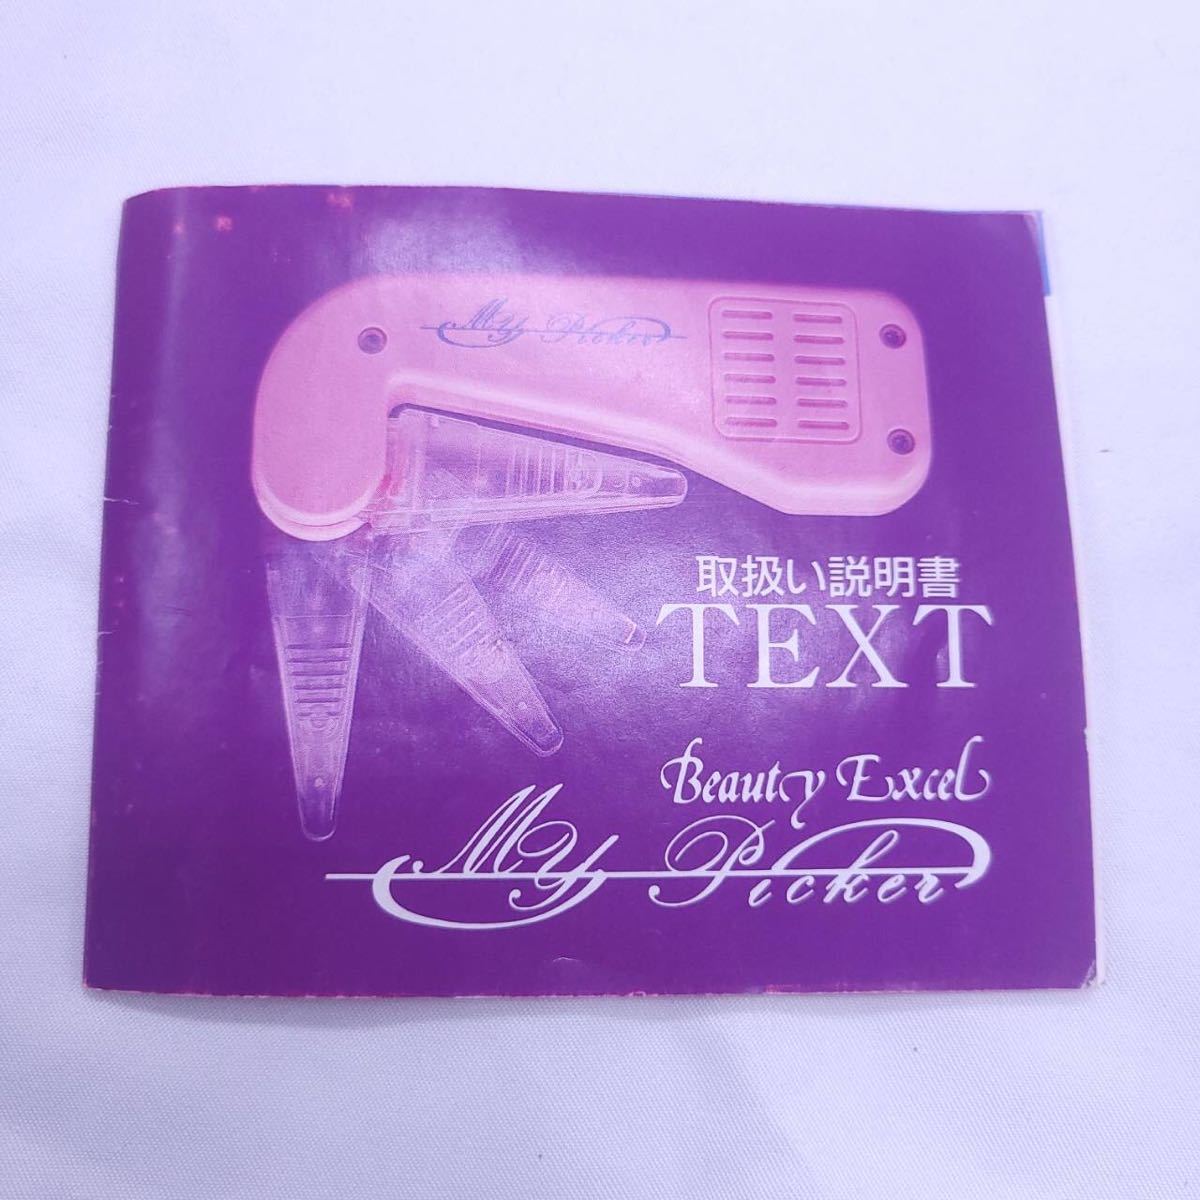 My Picker
取扱い説明書
TEXT
Beauty Excel
My Picker